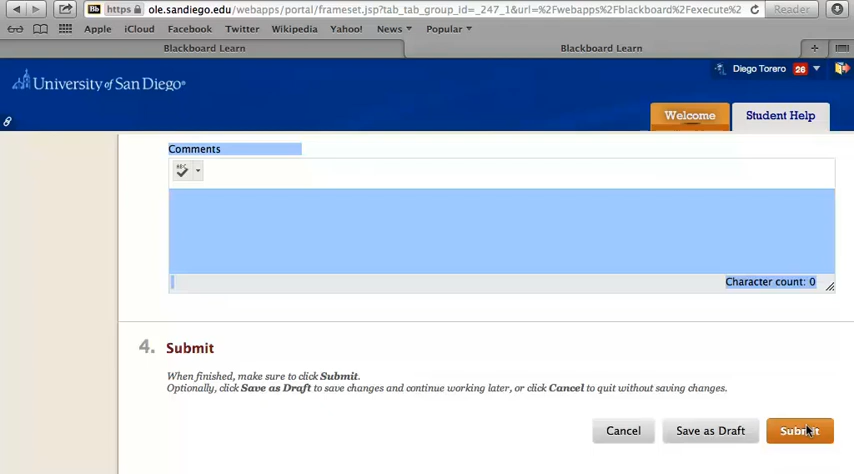 https ole.sandiego.edu/webapps/portal/frameset.jsp?tab_tab_group_id=_247_1&url=%2Fwebapps%2Fblackboard%2Fexecute%2 Reader
Apple iCloud Facebook Twitter Wikipedia Yahoo! News Popular
Blackboard Learn Blackboard Learn
University of San Diego®
Diego Torero 26
Welcome Student Help
Comments
ABC
Character count: 0
4. Submit
When finished, make sure to click Submit.
Optionally, click Save as Draft to save changes and continue working later, or click Cancel to quit without saving changes.
Cancel Save as Draft Submit